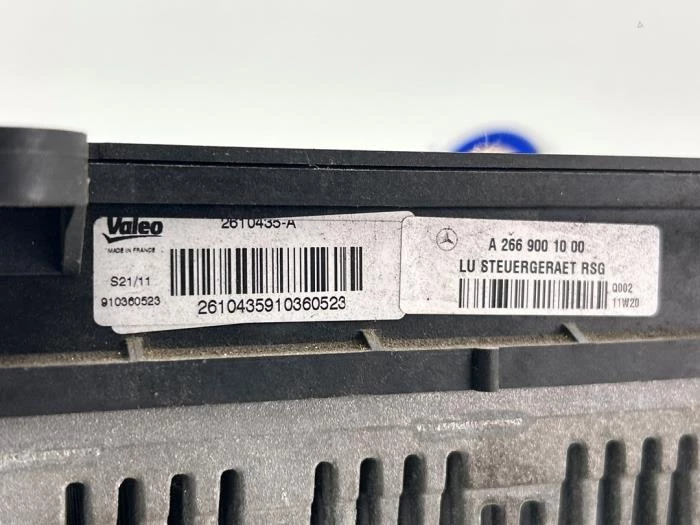 Valeo
MADE IN FRANCE
2610435-A
S21/11
910360523
2610435910360523
A 266 900 10 00
LU STEUERGERAET RSG
Q002
11W20